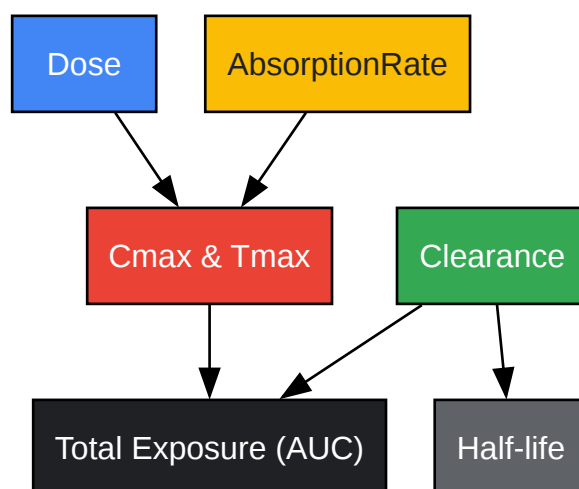 Dose
AbsorptionRate
Cmax & Tmax
Clearance
Total Exposure (AUC)
Half-life